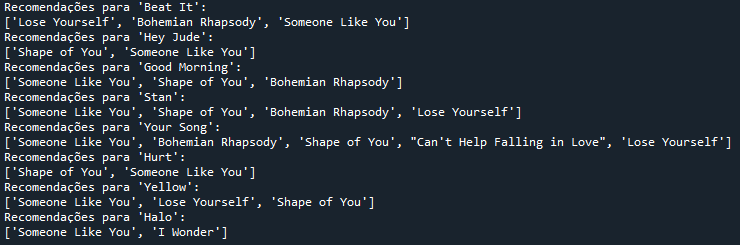 Recomendações para 'Beat It':
['Lose Yourself', 'Bohemian Rhapsody', 'Someone Like You']
Recomendações para 'Hey Jude':
['Shape of You', 'Someone Like You']
Recomendações para 'Good Morning':
['Someone Like You', 'Shape of You', 'Bohemian Rhapsody']
Recomendações para 'Stan':
['Someone Like You', 'Shape of You', 'Bohemian Rhapsody', 'Lose Yourself']
Recomendações para 'Your Song':
['Someone Like You', 'Bohemian Rhapsody', 'Shape of You', "Can't Help Falling in Love", 'Lose Yourself']
Recomendações para 'Hurt':
['Shape of You', 'Someone Like You']
Recomendações para 'Yellow':
['Someone Like You', 'Lose Yourself', 'Shape of You']
Recomendações para 'Halo':
['Someone Like You', 'I Wonder']